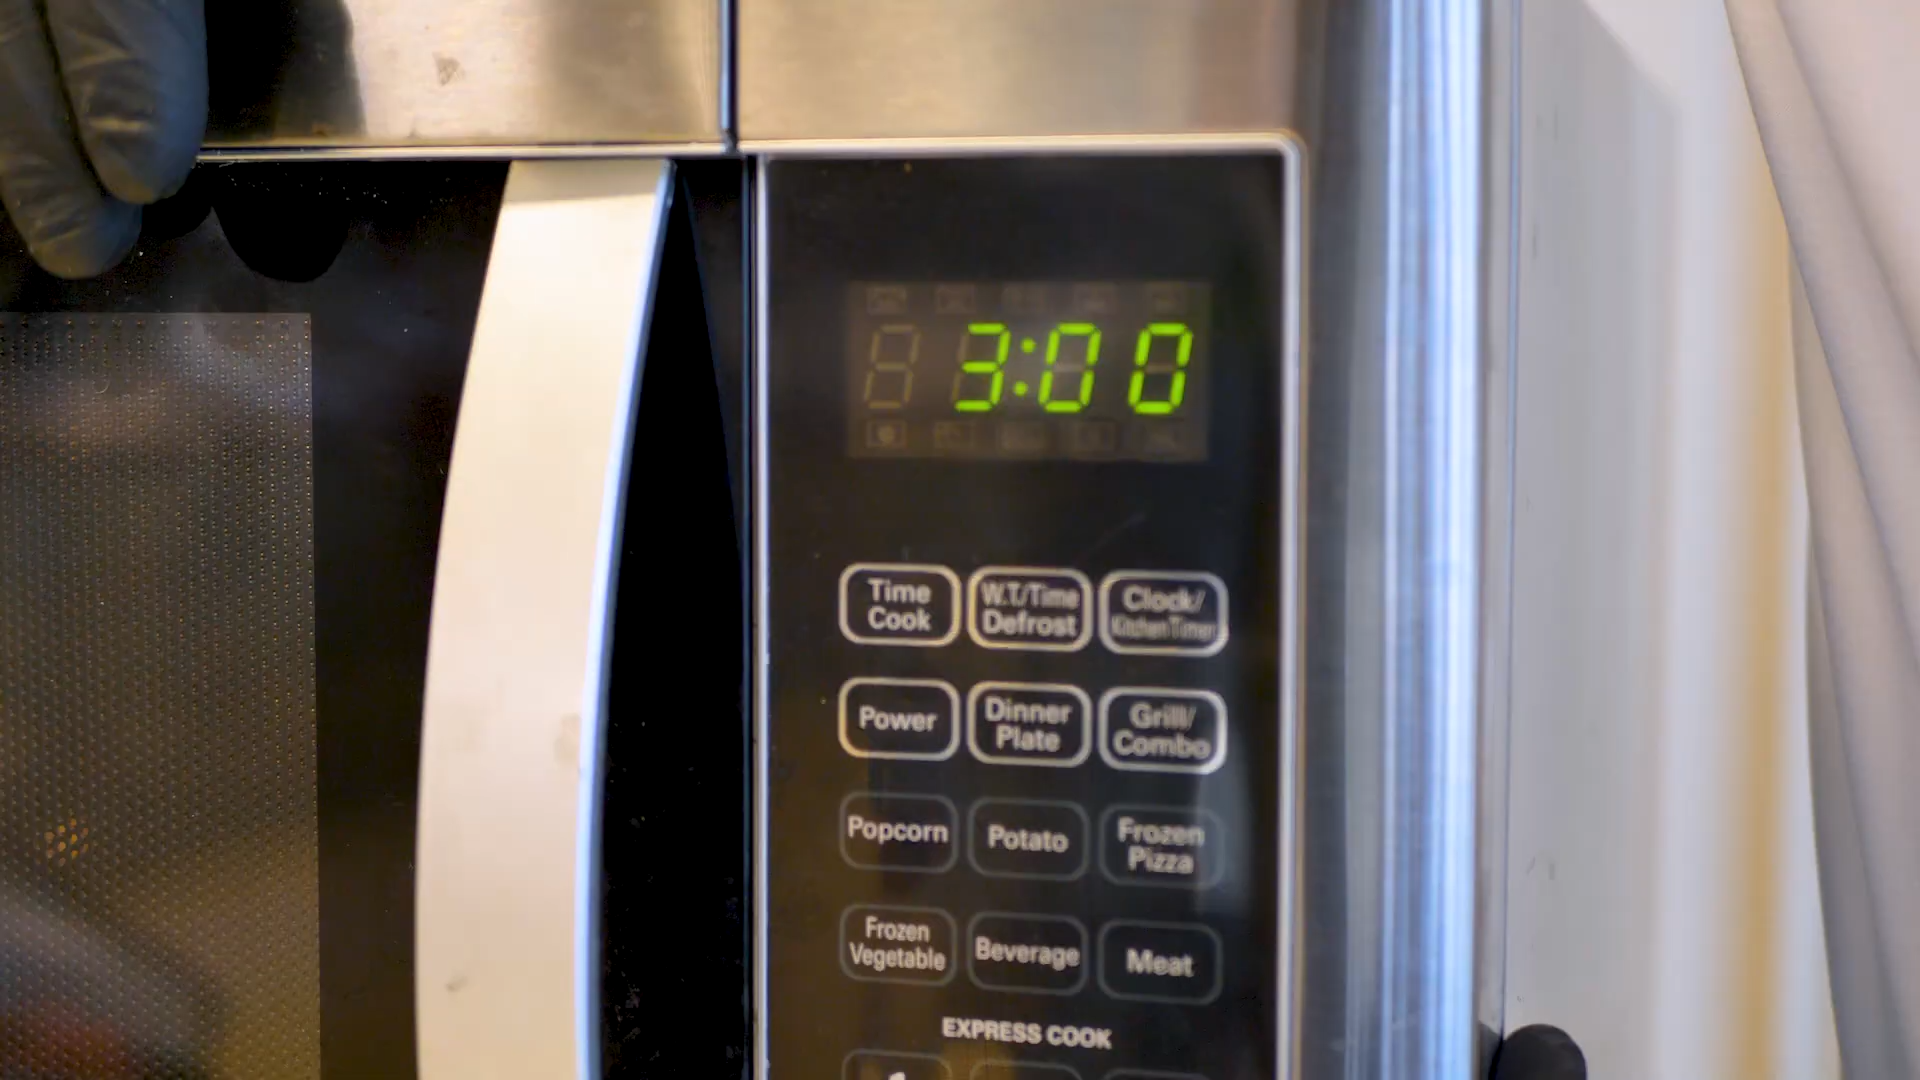 3:00
Time
Cook
W.T./Time
Defrost
Clock/
Kitchen Timer
Power
Dinner
Plate
Grill/
Combo
Popcorn
Potato
Frozen
Pizza
Frozen
Vegetable
Beverage
Meat
EXPRESS COOK